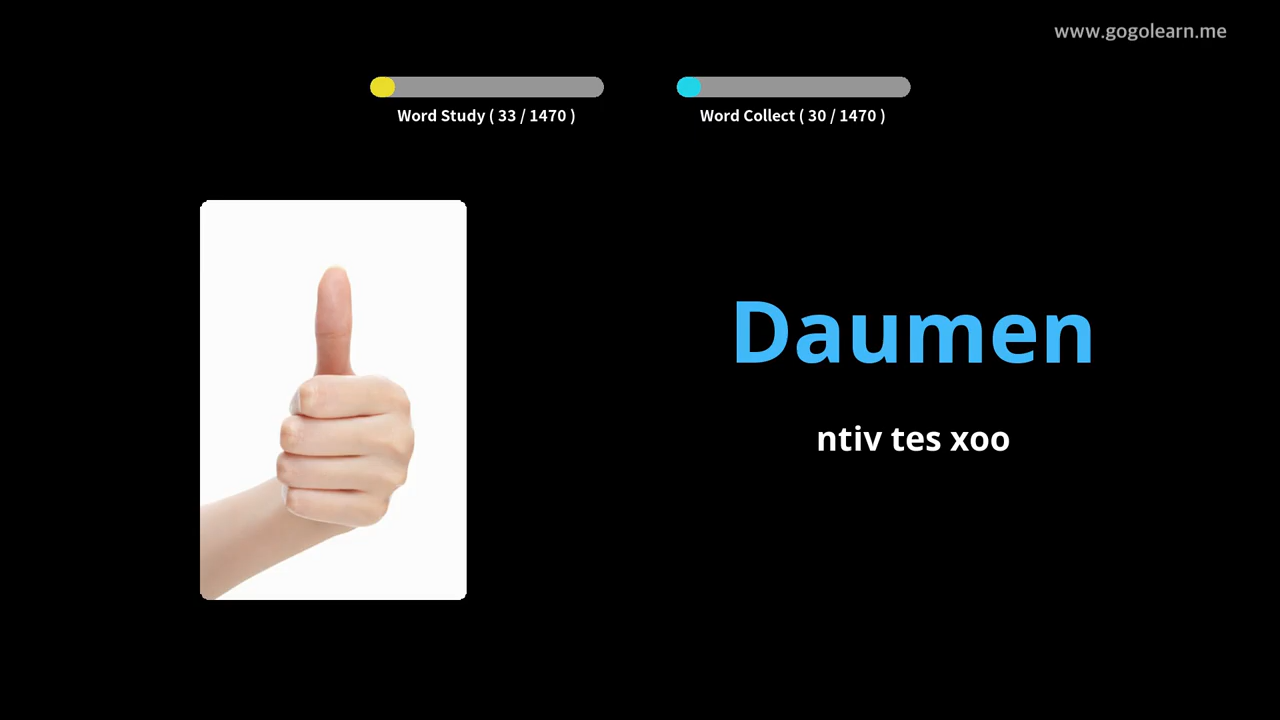 www.gogolearn.me
Word Study ( 33 / 1470 )
Word Collect ( 30 / 1470 )
Daumen
ntiv tes xoo